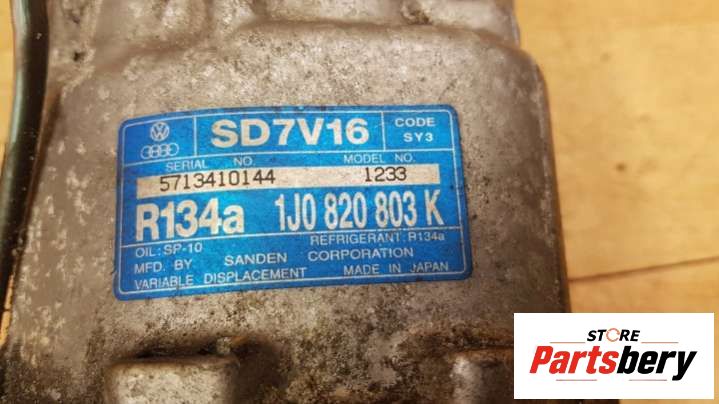 SD7V16
CODE
SY3
SERIAL NO.
MODEL NO.
5713410144
1233
R134a
1J0 820 803 K
OIL: SP-10
REFRIGERANT: R134a
MFD. BY SANDEN CORPORATION
VARIABLE DISPLACEMENT MADE IN JAPAN
STORE
Partsbery